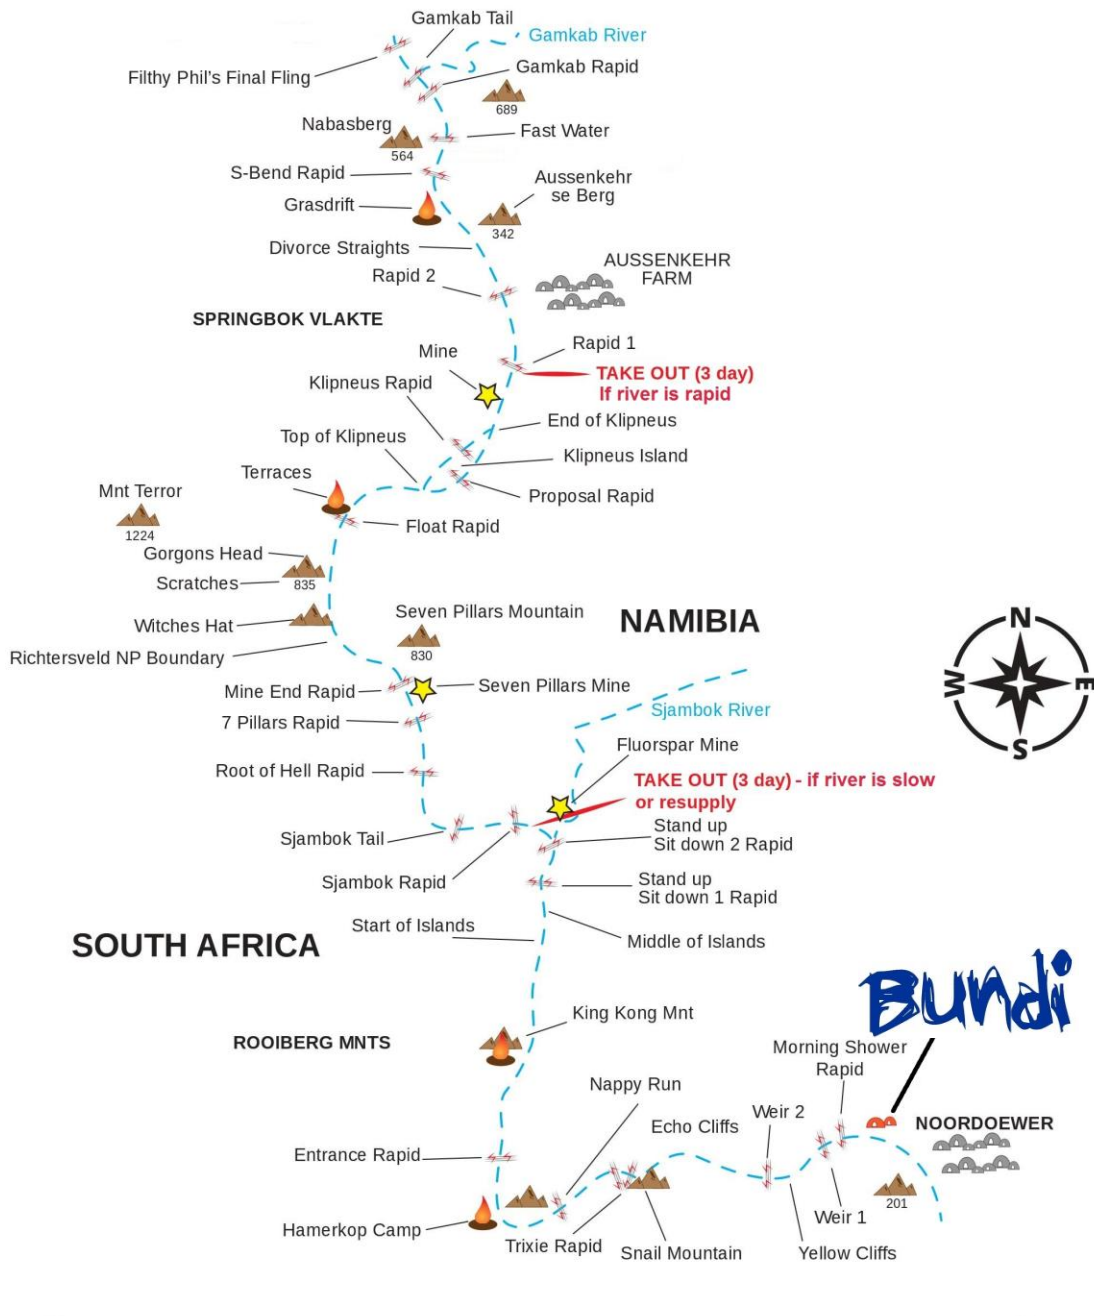 Gamkab Tail
Gamkab River
Filthy Phil's Final Fling
Gamkab Rapid
689
Nabasberg
564
Fast Water
S-Bend Rapid
Aussenkehr
se Berg
Grasdrift
342
Divorce Straights
AUSSENKEHR
FARM
Rapid 2
SPRINGBOK VLAKTE
Rapid 1
Mine
TAKE OUT (3 day)
If river is rapid
Klipneus Rapid
End of Klipneus
Top of Klipneus
Klipneus Island
Terraces
Proposal Rapid
Mnt Terror
1224
Float Rapid
Gorgons Head
Scratches
835
Witches Hat
Seven Pillars Mountain
830
NAMIBIA
Richtersveld NP Boundary
N
W
E
S
Mine End Rapid
Seven Pillars Mine
7 Pillars Rapid
Sjambok River
Fluorspar Mine
Root of Hell Rapid
TAKE OUT (3 day) - if river is slow
or resupply
Stand up
Sit down 2 Rapid
Sjambok Tail
Sjambok Rapid
Stand up
Sit down 1 Rapid
Start of Islands
Middle of Islands
SOUTH AFRICA
Bundi
King Kong Mnt
ROOIBERG MNTS
Morning Shower
Rapid
Nappy Run
Weir 2
Echo Cliffs
NOORDOEWER
Entrance Rapid
201
Weir 1
Hamerkop Camp
Trixie Rapid
Snail Mountain
Yellow Cliffs